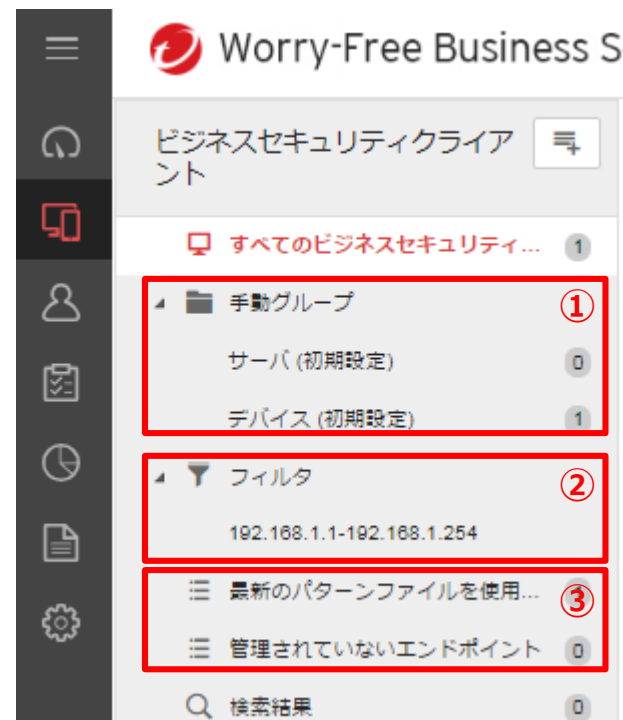 Worry-Free Business S
ビジネスセキュリティクライア
ント
すべてのビジネスセキュリティ... 1
手動グループ ①
サーバ (初期設定) 0
デバイス (初期設定) 1
フィルタ ②
192.168.1.1-192.168.1.254
最新のパターンファイルを使用... ③
管理されていないエンドポイント 0
検索結果 0